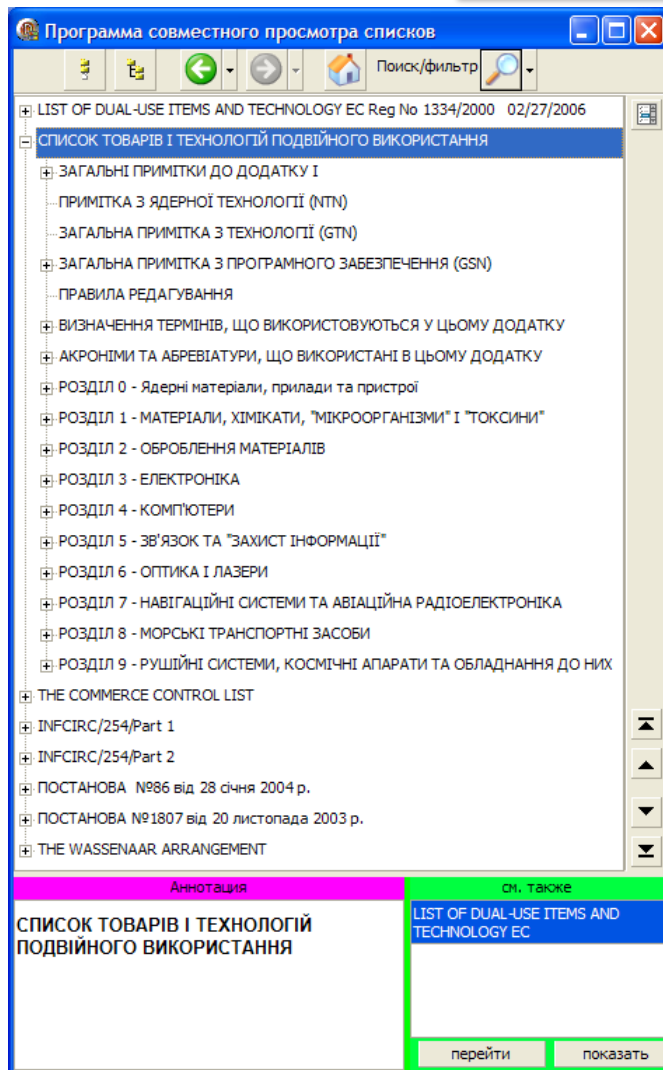 Программа совместного просмотра списков
Поиск/фильтр
LIST OF DUAL-USE ITEMS AND TECHNOLOGY EC Reg No 1334/2000 02/27/2006
СПИСОК ТОВАРІВ І ТЕХНОЛОГІЙ ПОДВІЙНОГО ВИКОРИСТАННЯ
ЗАГАЛЬНІ ПРИМІТКИ ДО ДОДАТКУ І
ПРИМІТКА З ЯДЕРНОЇ ТЕХНОЛОГІЇ (NTN)
ЗАГАЛЬНА ПРИМІТКА З ТЕХНОЛОГІЇ (GTN)
ЗАГАЛЬНА ПРИМІТКА З ПРОГРАМНОГО ЗАБЕЗПЕЧЕННЯ (GSN)
ПРАВИЛА РЕДАГУВАННЯ
ВИЗНАЧЕННЯ ТЕРМІНІВ, ЩО ВИКОРИСТОВУЮТЬСЯ У ЦЬОМУ ДОДАТКУ
АКРОНІМИ ТА АБРЕВІАТУРИ, ЩО ВИКОРИСТАНІ В ЦЬОМУ ДОДАТКУ
РОЗДІЛ 0 - Ядерні матеріали, прилади та пристрої
РОЗДІЛ 1 - МАТЕРІАЛИ, ХІМІКАТИ, "МІКРООРГАНІЗМИ" І "ТОКСИНИ"
РОЗДІЛ 2 - ОБРОБЛЕННЯ МАТЕРІАЛІВ
РОЗДІЛ 3 - ЕЛЕКТРОНІКА
РОЗДІЛ 4 - КОМП'ЮТЕРИ
РОЗДІЛ 5 - ЗВ'ЯЗОК ТА "ЗАХИСТ ІНФОРМАЦІЇ"
РОЗДІЛ 6 - ОПТИКА І ЛАЗЕРИ
РОЗДІЛ 7 - НАВІГАЦІЙНІ СИСТЕМИ ТА АВІАЦІЙНА РАДІОЕЛЕКТРОНІКА
РОЗДІЛ 8 - МОРСЬКІ ТРАНСПОРТНІ ЗАСОБИ
РОЗДІЛ 9 - РУШІЙНІ СИСТЕМИ, КОСМІЧНІ АПАРАТИ ТА ОБЛАДНАННЯ ДО НИХ
THE COMMERCE CONTROL LIST
INFCIRC/254/Part 1
INFCIRC/254/Part 2
ПОСТАНОВА №86 від 28 січня 2004 р.
ПОСТАНОВА №1807 від 20 листопада 2003 р.
THE WASSENAAR ARRANGEMENT
Аннотация
СПИСОК ТОВАРІВ І ТЕХНОЛОГІЙ
ПОДВІЙНОГО ВИКОРИСТАННЯ
см. также
LIST OF DUAL-USE ITEMS AND
TECHNOLOGY EC
перейти
показать